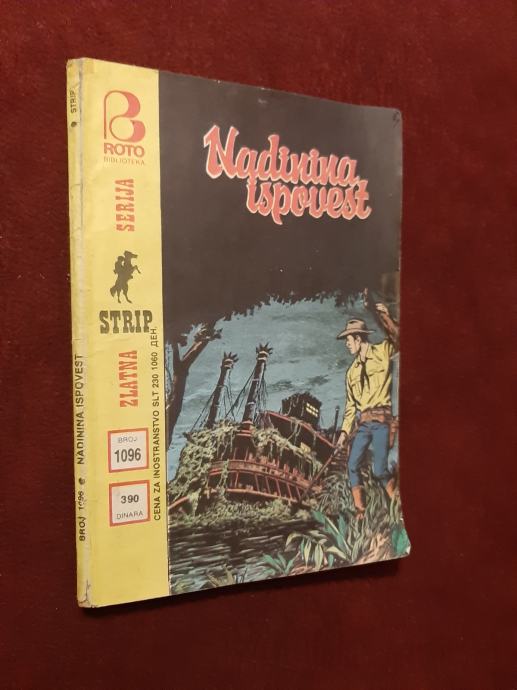 STRIP
BROJ 1096 NADININA ISPOVEST
ROTO
BIBLIOTEKA
ZLATNA STRIP SERIJA
BROJ
1096
390
DINARA
CENA ZA INOSTRANSTVO SLT 230 1060 ДЕН.
Nadinina
ispovest